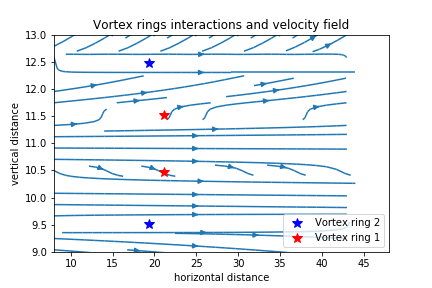 Vortex rings interactions and velocity field
13.0
12.5
12.0
11.5
11.0
10.5
10.0
9.5
9.0
vertical distance
Vortex ring 2
Vortex ring 1
10 15 20 25 30 35 40 45
horizontal distance